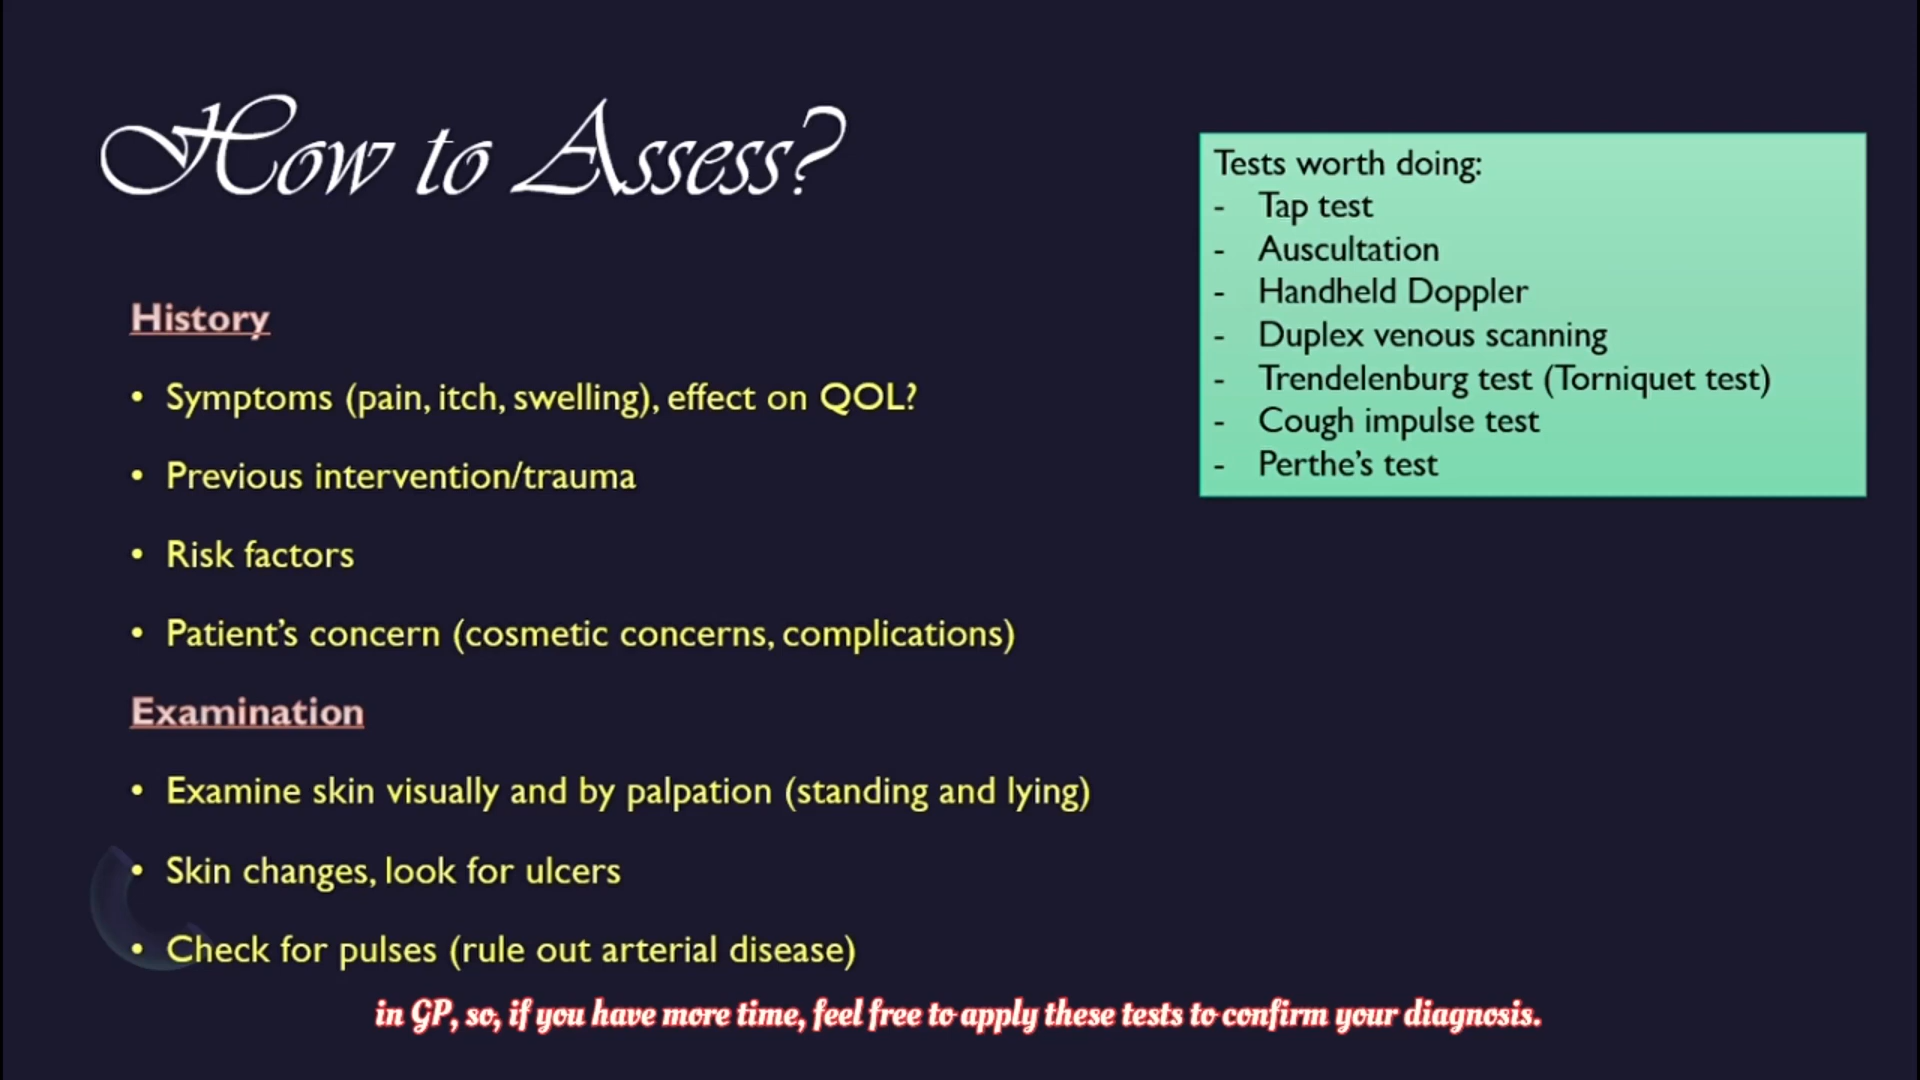 How to Assess?
History
• Symptoms (pain, itch, swelling), effect on QOL?
• Previous intervention/trauma
• Risk factors
• Patient’s concern (cosmetic concerns, complications)
Examination
• Examine skin visually and by palpation (standing and lying)
• Skin changes, look for ulcers
• Check for pulses (rule out arterial disease)
Tests worth doing:
- Tap test
- Auscultation
- Handheld Doppler
- Duplex venous scanning
- Trendelenburg test (Torniquet test)
- Cough impulse test
- Perthe’s test
in GP, so, if you have more time, feel free to apply these tests to confirm your diagnosis.